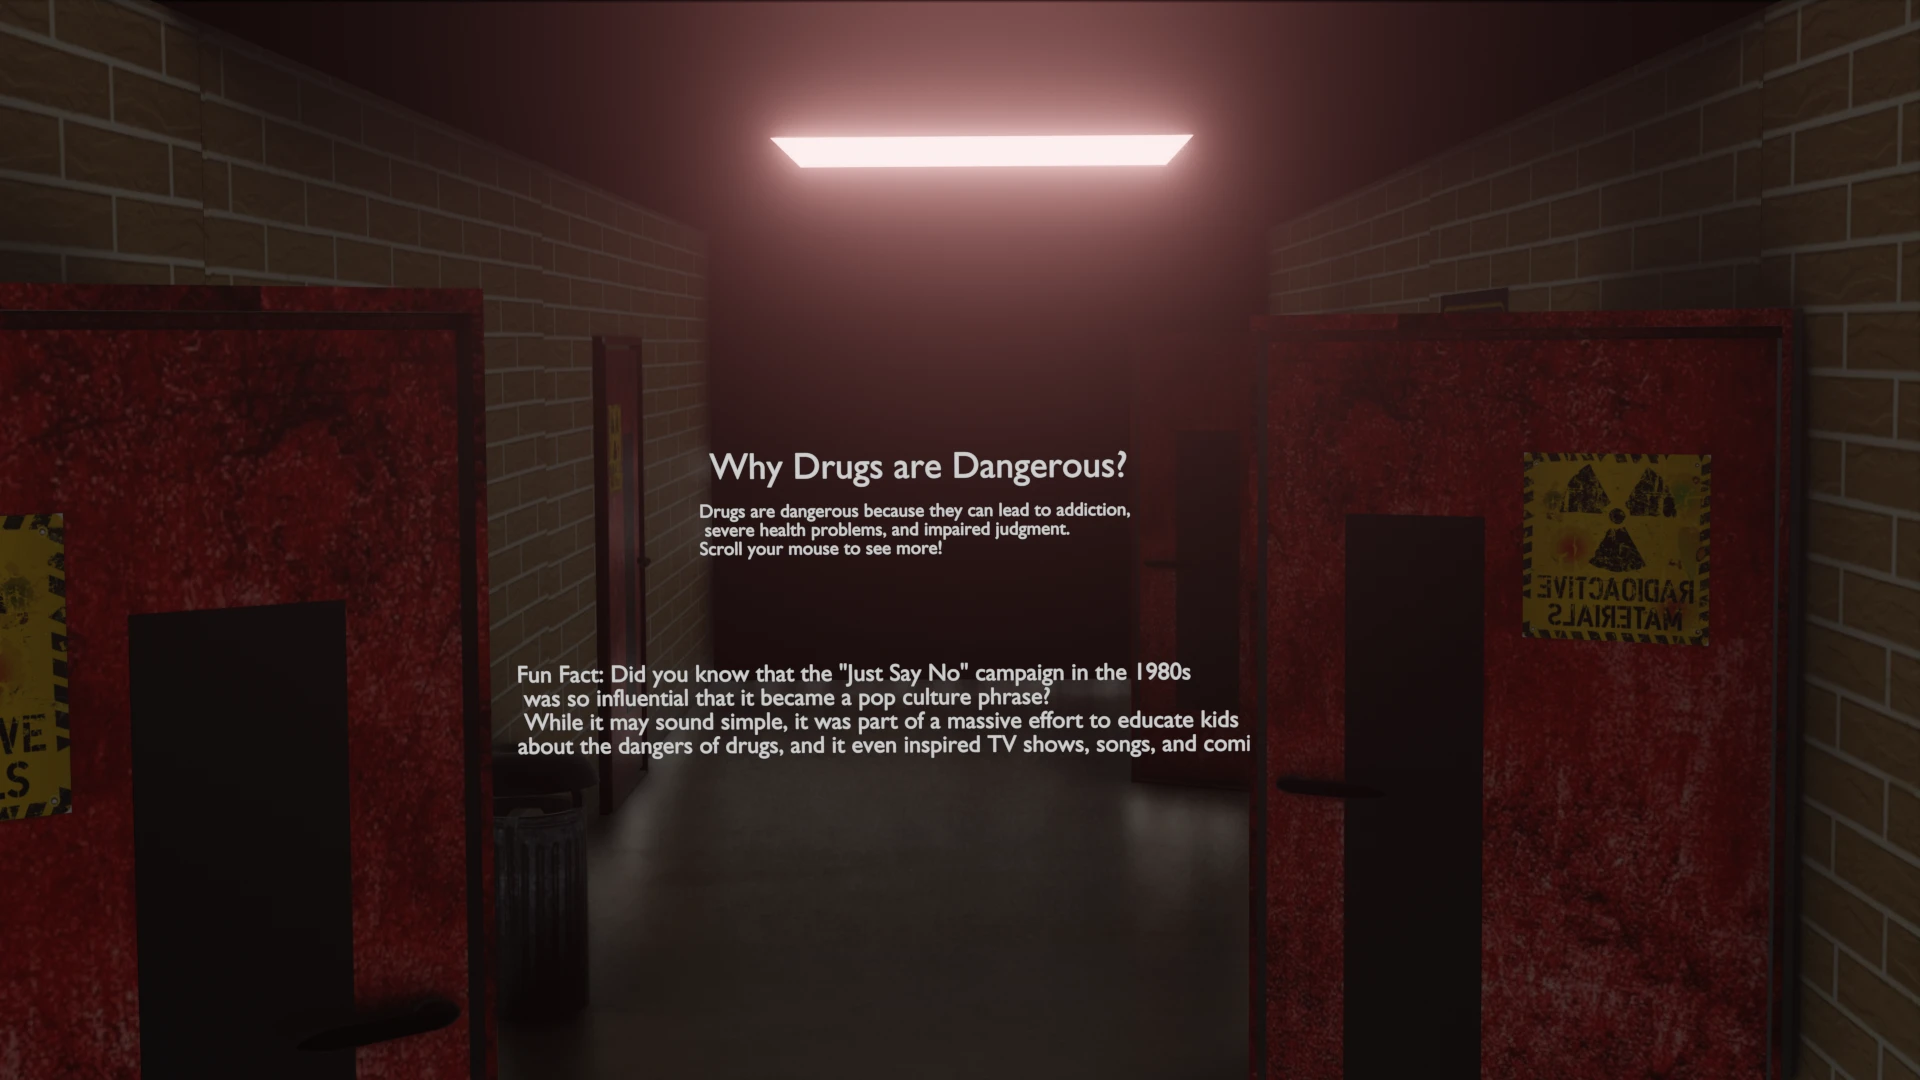 Why Drugs are Dangerous?
Drugs are dangerous because they can lead to addiction,
severe health problems, and impaired judgment.
Scroll your mouse to see more!
RADIOACTIVE
MATERIALS
Fun Fact: Did you know that the "Just Say No" campaign in the 1980s
was so influential that it became a pop culture phrase?
While it may sound simple, it was part of a massive effort to educate kids
about the dangers of drugs, and it even inspired TV shows, songs, and comi
VE
LS